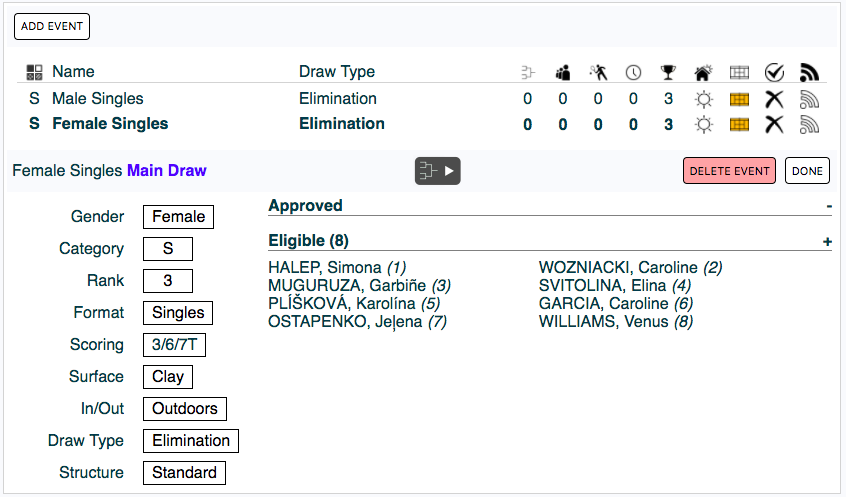 ADD EVENT
Name Draw Type
S Male Singles Elimination 0 0 0 0 3
S Female Singles Elimination 0 0 0 0 3
Female Singles Main Draw DELETE EVENT DONE
Gender Female
Category S
Rank 3
Format Singles
Scoring 3/6/7T
Surface Clay
In/Out Outdoors
Draw Type Elimination
Structure Standard
Approved -
Eligible (8) +
HALEP, Simona (1) WOZNIACKI, Caroline (2)
MUGURUZA, Garbiñe (3) SVITOLINA, Elina (4)
PLÍŠKOVÁ, Karolína (5) GARCIA, Caroline (6)
OSTAPENKO, Jeļena (7) WILLIAMS, Venus (8)